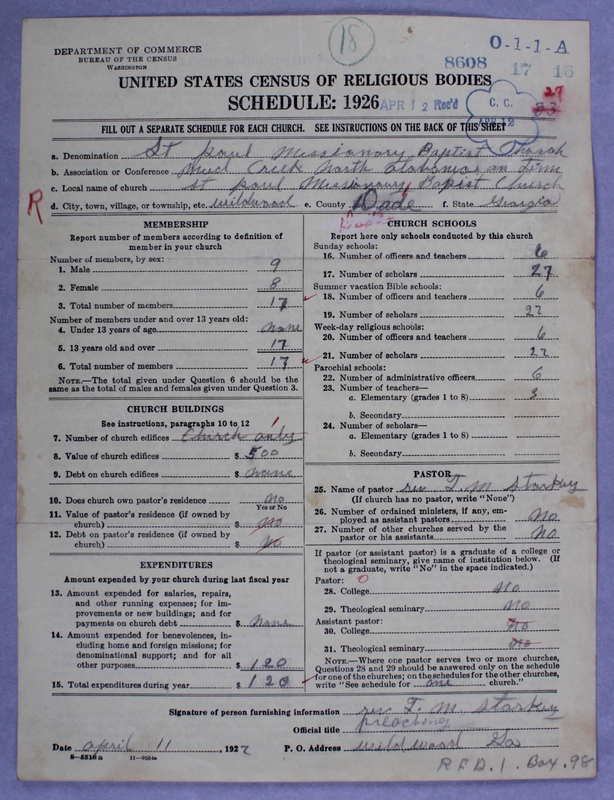 18
0-1-1-A
DEPARTMENT OF COMMERCE
BUREAU OF THE CENSUS
WASHINGTON
8608
17 16
UNITED STATES CENSUS OF RELIGIOUS BODIES
27
SCHEDULE: 1926
APR 12 Rec'd
C. C.
APR 12
23
FILL OUT A SEPARATE SCHEDULE FOR EACH CHURCH. SEE INSTRUCTIONS ON THE BACK OF THIS SHEET
a. Denomination St paul Missionary Baptist Church
b. Association or Conference Mud Creek North Alabama
c. Local name of church St paul Missionary Bapist Church
R
d. City, town, village, or township, etc. wildwood e. County Dade f. State Georgia
MEMBERSHIP
Report number of members according to definition of member in your church
Number of members, by sex:
1. Male 9
2. Female 8
3. Total number of members 17
Number of members under and over 13 years old:
4. Under 13 years of age none
5. 13 years old and over 17
6. Total number of members 17
NOTE.—The total given under Question 6 should be the same as the total of males and females given under Question 3.
CHURCH BUILDINGS
See instructions, paragraphs 10 to 12
7. Number of church edifices Church only 1
8. Value of church edifices $ 500
9. Debt on church edifices $ none
10. Does church own pastor's residence no
Yes or No
11. Value of pastor's residence (if owned by church) $ no
12. Debt on pastor's residence (if owned by church) $ no
EXPENDITURES
Amount expended by your church during last fiscal year
13. Amount expended for salaries, repairs, and other running expenses; for improvements or new buildings; and for payments on church debt $ none
14. Amount expended for benevolences, including home and foreign missions; for denominational support; and for all other purposes $ 120
15. Total expenditures during year $ 120
CHURCH SCHOOLS
Report here only schools conducted by this church
Sunday schools:
16. Number of officers and teachers 6
17. Number of scholars 27
Summer vacation Bible schools:
18. Number of officers and teachers 6
19. Number of scholars 22
Week-day religious schools:
20. Number of officers and teachers 6
21. Number of scholars 22
Parochial schools:
22. Number of administrative officers 6
23. Number of teachers—
a. Elementary (grades 1 to 8) 3
b. Secondary
24. Number of scholars—
a. Elementary (grades 1 to 8)
b. Secondary
PASTOR
25. Name of pastor rev T. M Starkey
(If church has no pastor, write "None")
26. Number of ordained ministers, if any, employed as assistant pastors No
27. Number of other churches served by the pastor or his assistants No
If pastor (or assistant pastor) is a graduate of a college or theological seminary, give name of institution below. (If not a graduate, write "No" in the space indicated.)
Pastor: 0
28. College no
29. Theological seminary no
Assistant pastor:
30. College no
31. Theological seminary no
NOTE.—Where one pastor serves two or more churches, Questions 28 and 29 should be answered only on the schedule for one of the churches; on the schedules for the other churches, write "See schedule for one church."
Signature of person furnishing information rev T. M Starkey
Official title preaching
Date april 11, 1927 P. O. Address wildwood Ga
8-5518a 11-9054a
R F D. 1. Box. 98